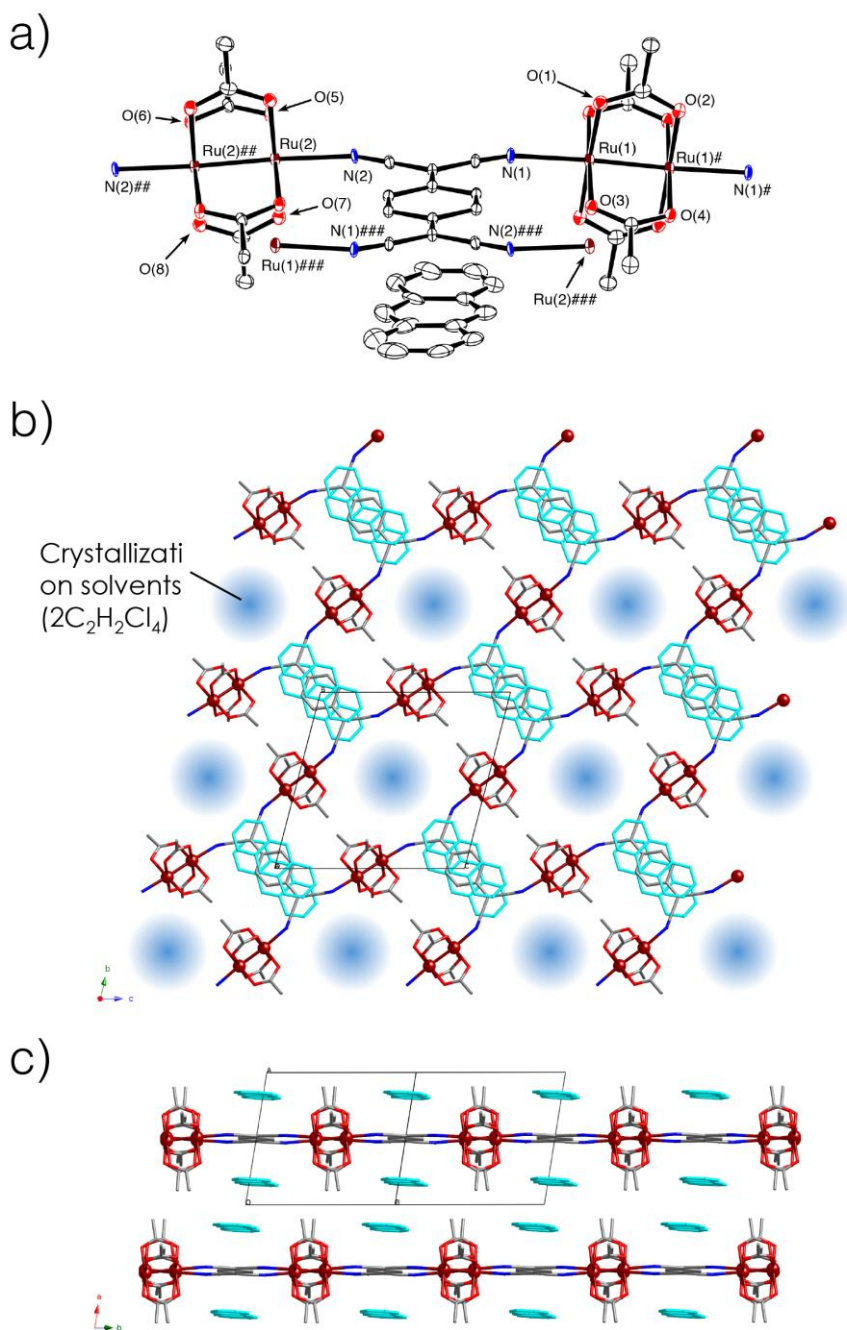 a)
O(1)
O(2)
O(6)
O(5)
Ru(2)##
Ru(2)
N(2)
N(1)
Ru(1)
Ru(1)#
N(2)##
N(1)#
O(7)
O(3)
O(4)
O(8)
N(1)###
N(2)###
Ru(1)###
Ru(2)###
b)
Crystallizati
on solvents
(2C₂H₂Cl₄)
b
c
c)
a
b